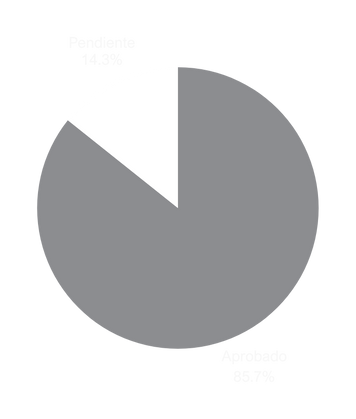 Pendiente
14.3%
Aprobado
85.7%